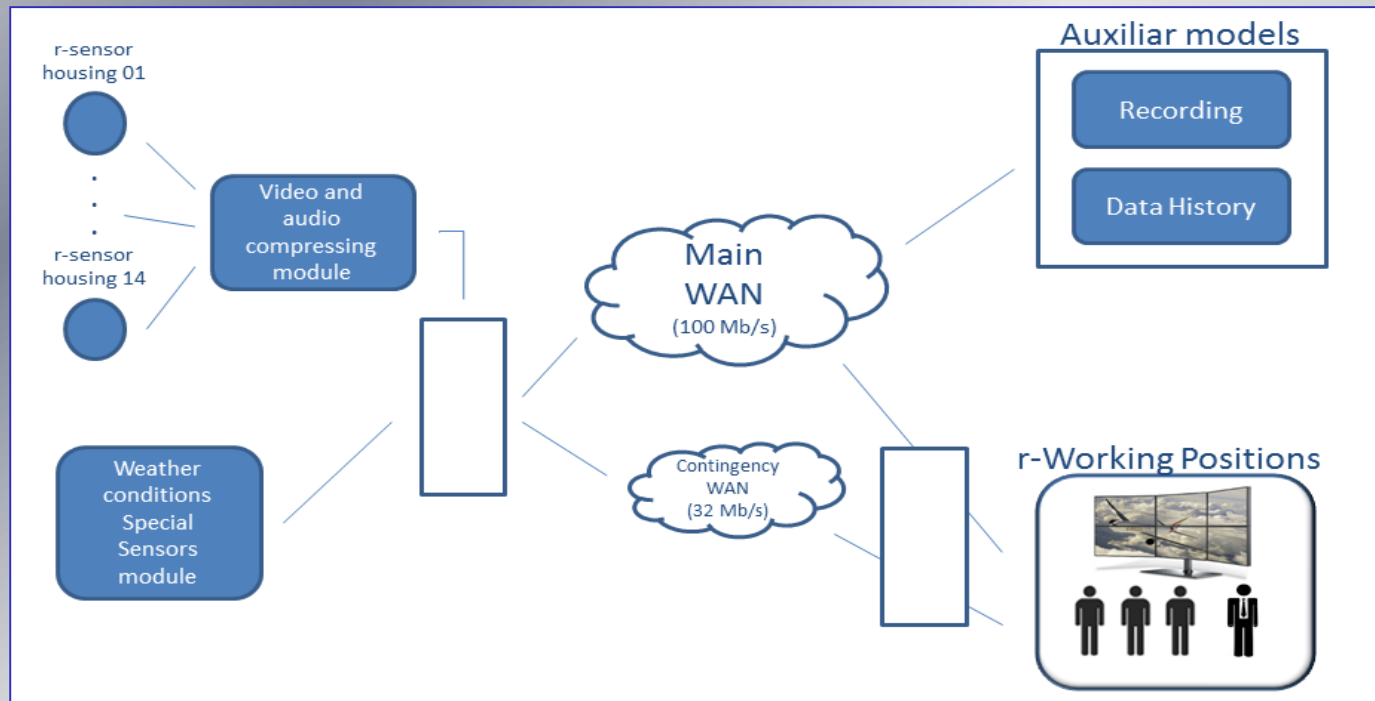 r-sensor
housing 01
.
.
.
r-sensor
housing 14
Video and
audio
compressing
module
Weather
conditions
Special
Sensors
module
Main
WAN
(100 Mb/s)
Contingency
WAN
(32 Mb/s)
Auxiliar models
Recording
Data History
r-Working Positions